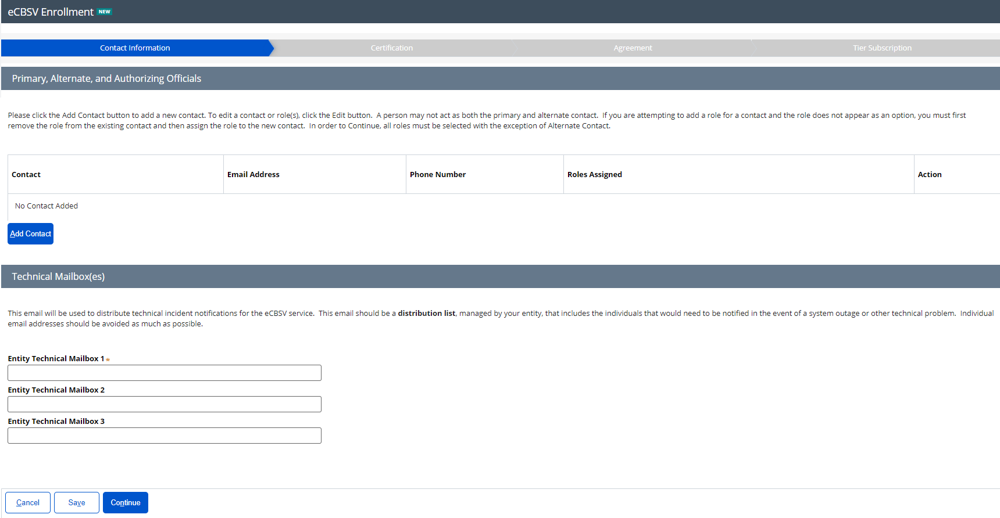 eCBSV Enrollment NEW
Contact Information Certification Agreement Tier Subscription
Primary, Alternate, and Authorizing Officials
Please click the Add Contact button to add a new contact. To edit a contact or role(s), click the Edit button.  A person may not act as both the primary and alternate contact.  If you are attempting to add a role for a contact and the role does not appear as an option, you must first
remove the role from the existing contact and then assign the role to the new contact.  In order to Continue, all roles must be selected with the exception of Alternate Contact.
Contact Email Address Phone Number Roles Assigned Action
No Contact Added
Add Contact
Technical Mailbox(es)
This email will be used to distribute technical incident notifications for the eCBSV service.  This email should be a distribution list, managed by your entity, that includes the individuals that would need to be notified in the event of a system outage or other technical problem.  Individual
email addresses should be avoided as much as possible.
Entity Technical Mailbox 1*
Entity Technical Mailbox 2
Entity Technical Mailbox 3
Cancel Save Continue